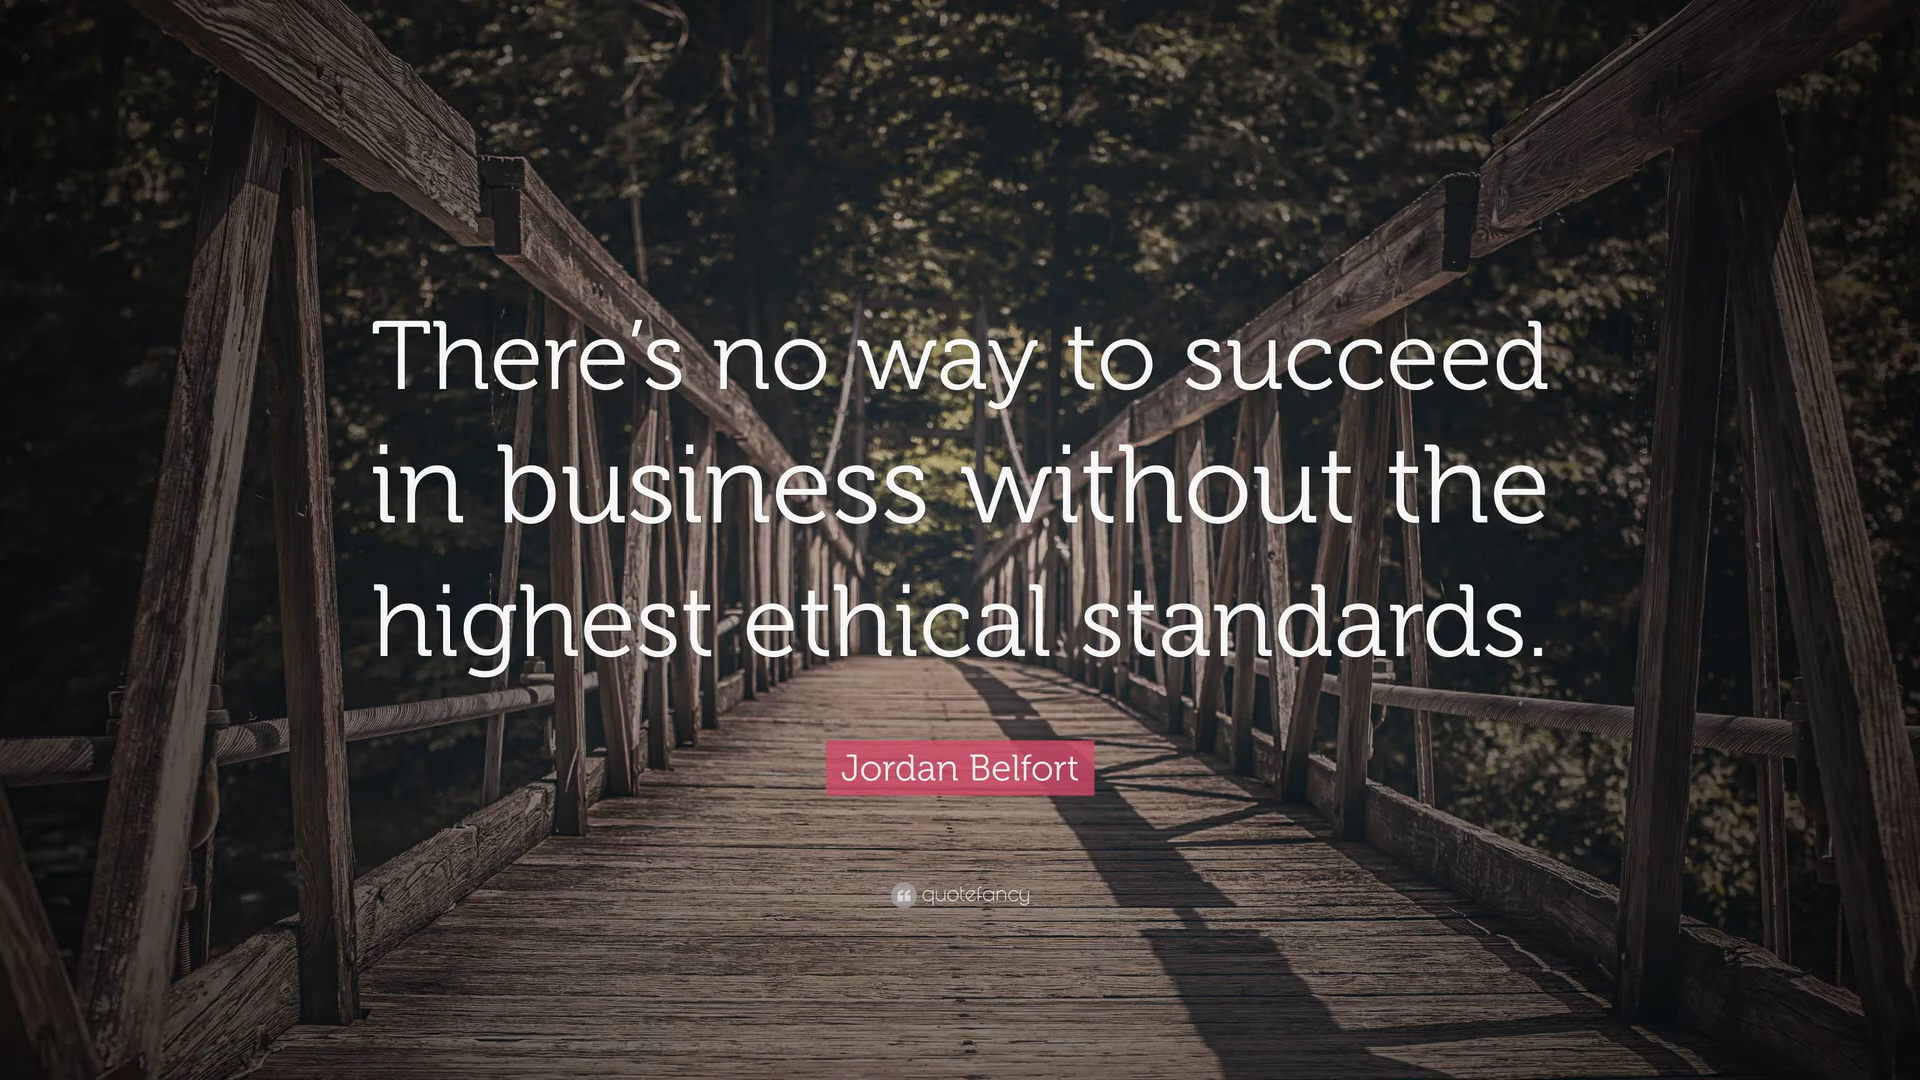 There's no way to succeed
in business without the
highest ethical standards.
Jordan Belfort
quotefancy